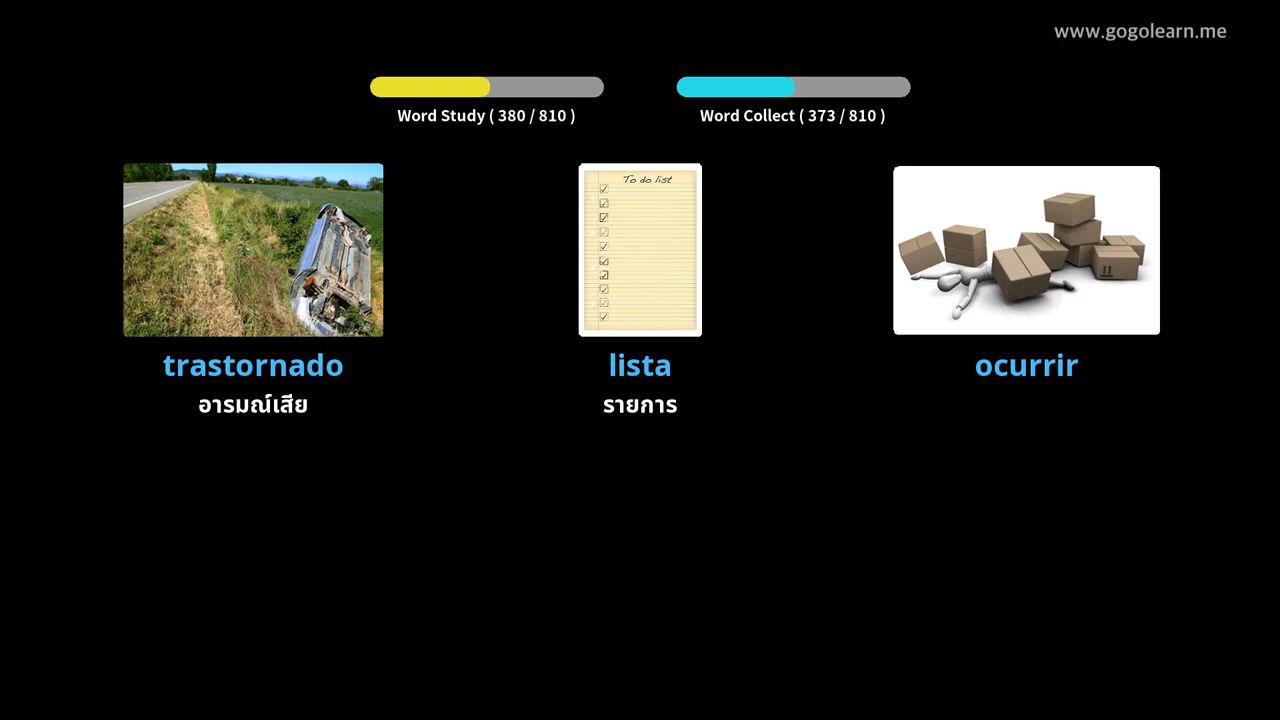 www.gogolearn.me
Word Study ( 380 / 810 )
Word Collect ( 373 / 810 )
To do list
trastornado
อารมณ์เสีย
lista
รายการ
ocurrir